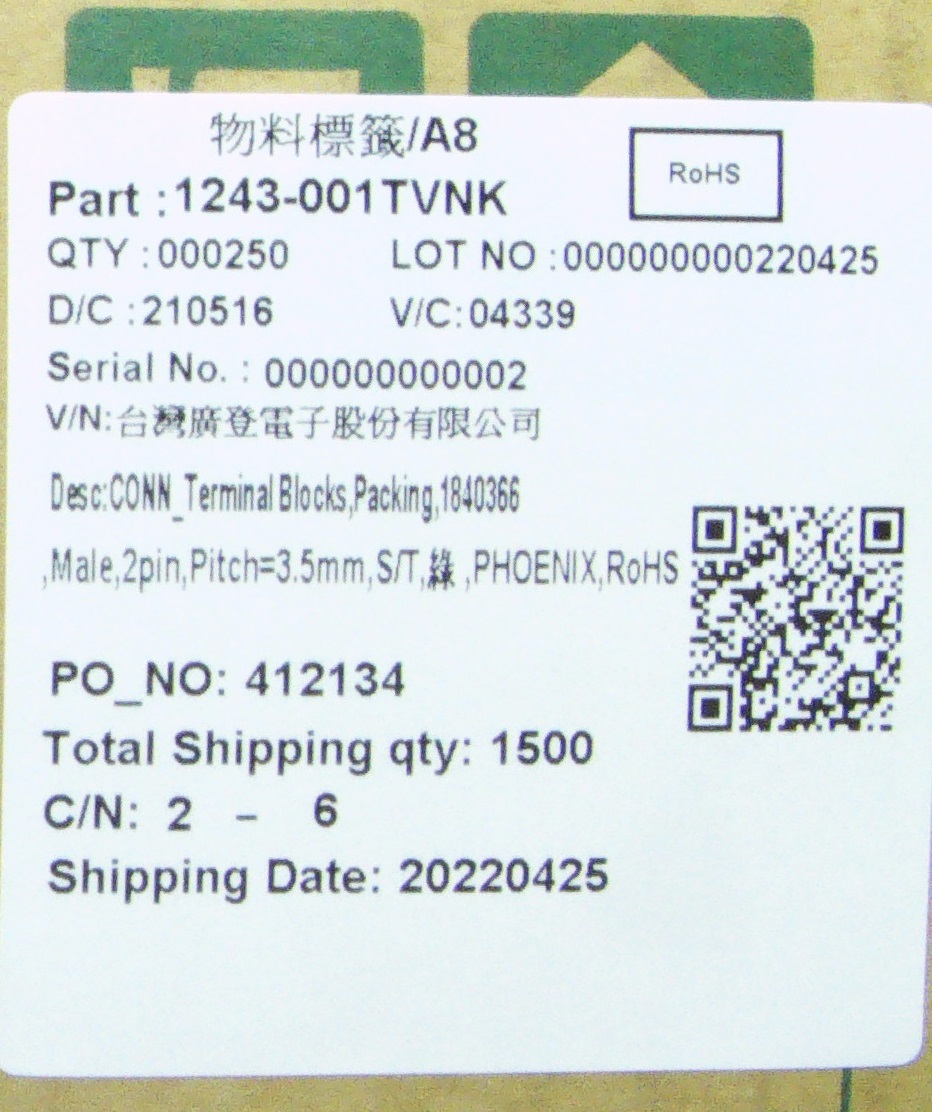 物料標籤/A8
RoHS
Part :1243-001TVNK
QTY :000250 LOT NO :000000000220425
D/C :210516 V/C:04339
Serial No. : 000000000002
V/N:台灣廣登電子股份有限公司
Desc:CONN_Terminal Blocks,Packing,1840366
,Male,2pin,Pitch=3.5mm,S/T,綠 ,PHOENIX,RoHS
PO_NO: 412134
Total Shipping qty: 1500
C/N: 2 - 6
Shipping Date: 20220425